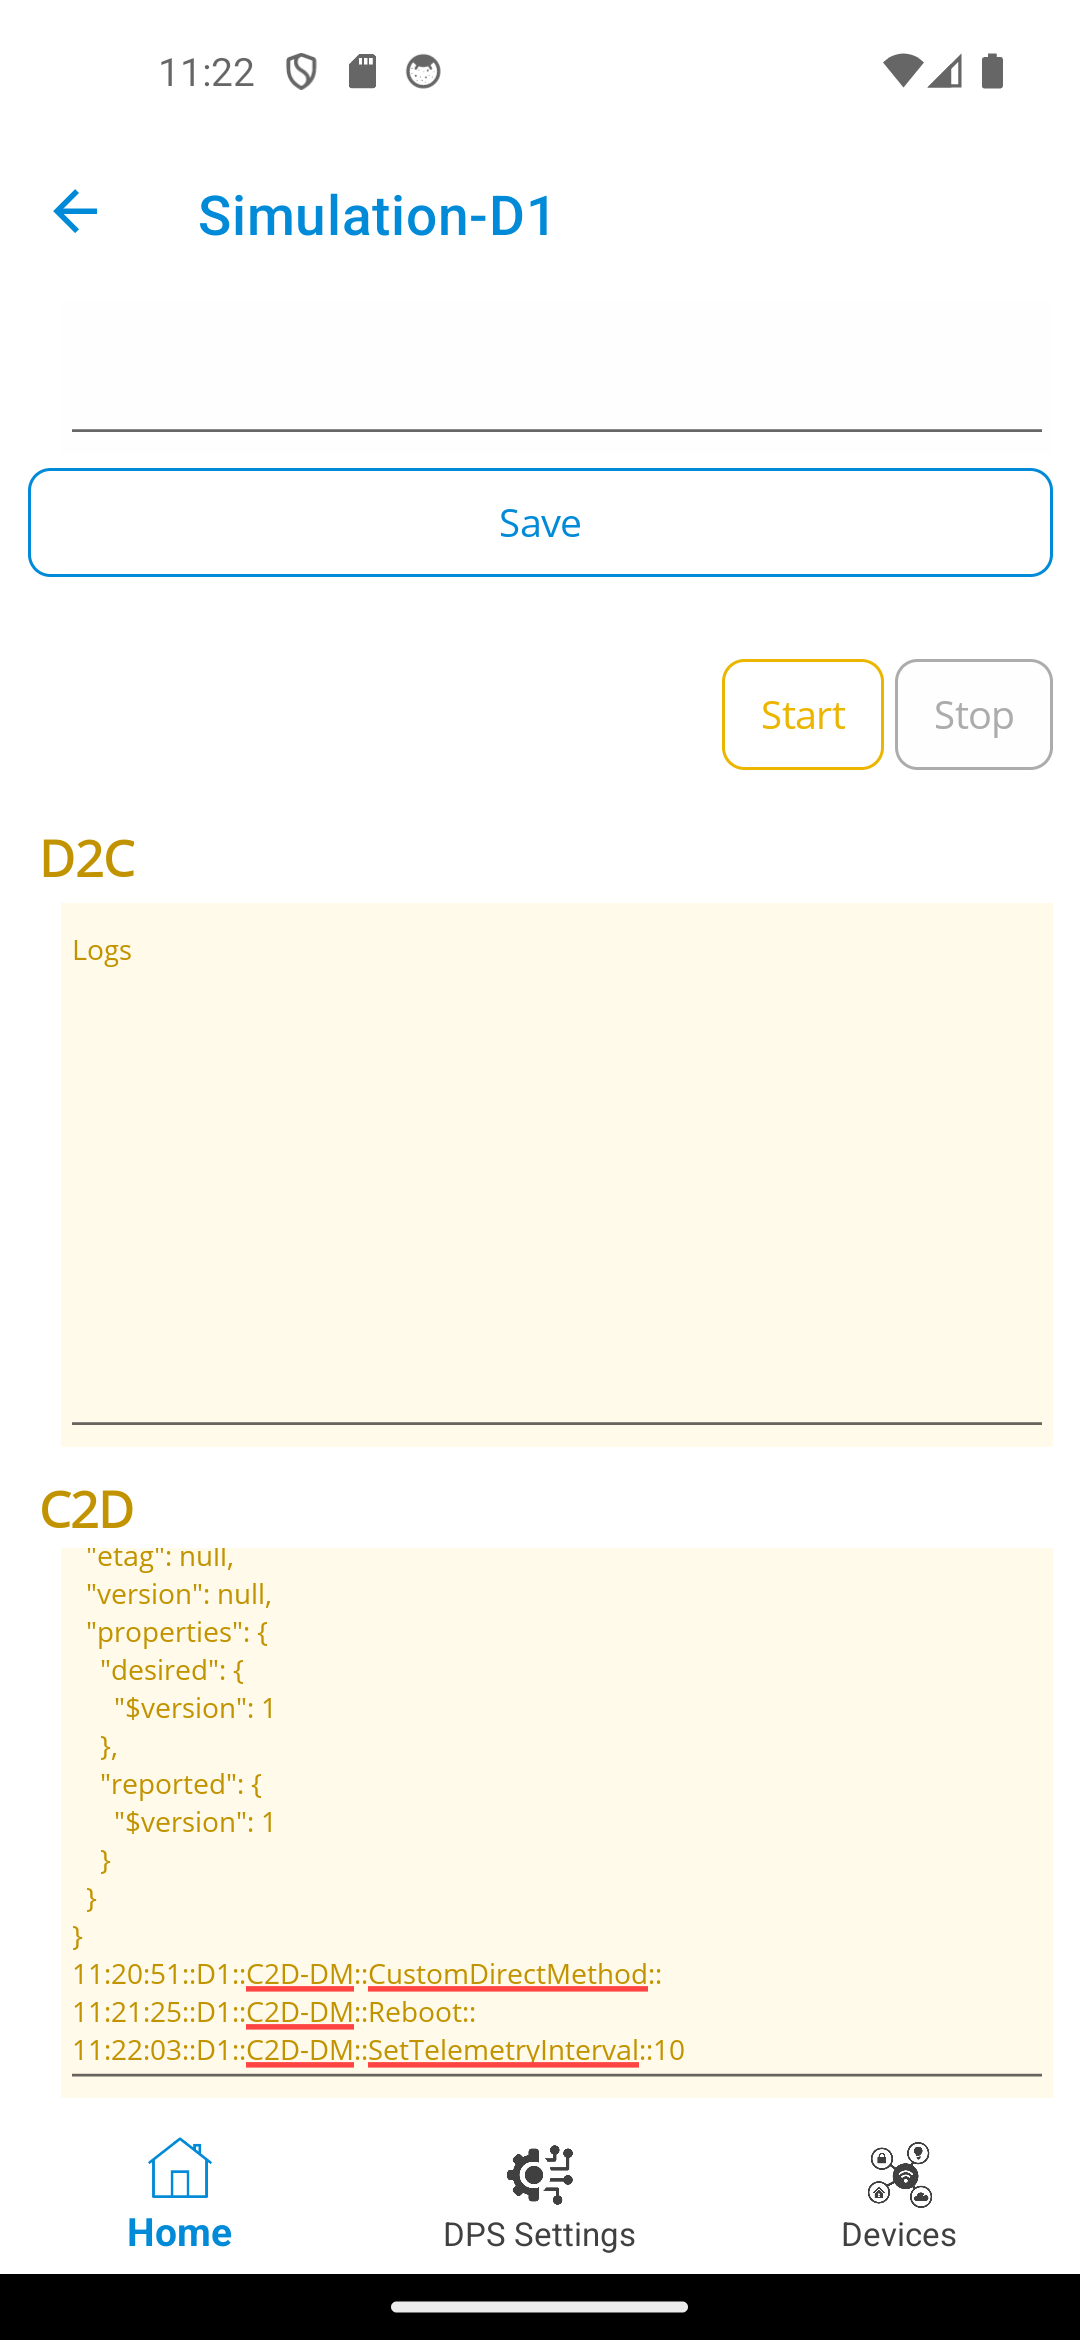 11:22
Simulation-D1
Save
Start
Stop
D2C
Logs
C2D
"etag": null,
"version": null,
"properties": {
"desired": {
"$version": 1
},
"reported": {
"$version": 1
}
}
}
11:20:51::D1::C2D-DM::CustomDirectMethod::
11:21:25::D1::C2D-DM::Reboot::
11:22:03::D1::C2D-DM::SetTelemetryInterval::10
Home
DPS Settings
Devices